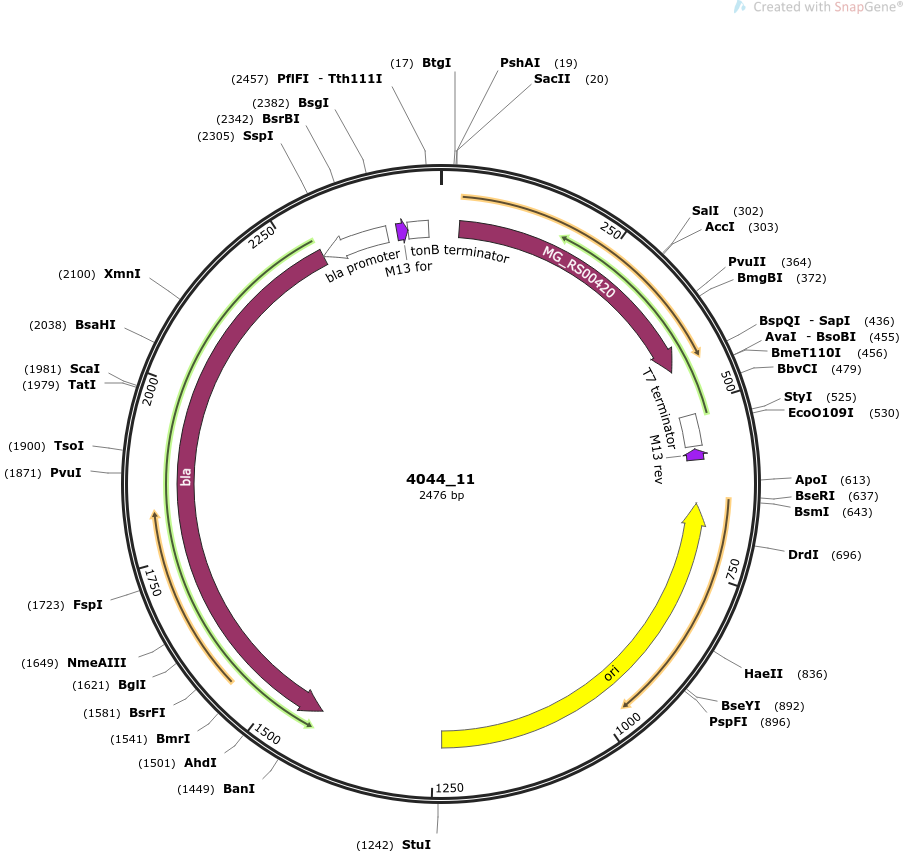 Created with SnapGene®
(17) BtgI
PshAI (19)
SacII (20)
(2457) PflFI - Tth111I
(2382) BsgI
(2342) BsrBI
(2305) SspI
SalI (302)
AccI (303)
PvuII (364)
BmgBI (372)
BspQI - SapI (436)
AvaI - BsoBI (455)
BmeT110I (456)
BbvCI (479)
StyI (525)
EcoO109I (530)
ApoI (613)
BseRI (637)
BsmI (643)
DrdI (696)
HaeII (836)
BseYI (892)
PspFI (896)
(1242) StuI
(1449) BanI
(1501) AhdI
(1541) BmrI
(1581) BsrFI
(1621) BglI
(1649) NmeAIII
(1723) FspI
(1871) PvuI
(1900) TsoI
(1979) TatI
(1981) ScaI
(2038) BsaHI
(2100) XmnI
250
500
750
1000
1250
1500
1750
2000
2250
bla promoter
M13 for
tonB terminator
MG_RS00420
T7 terminator
M13 rev
ori
bla
4044_11
2476 bp